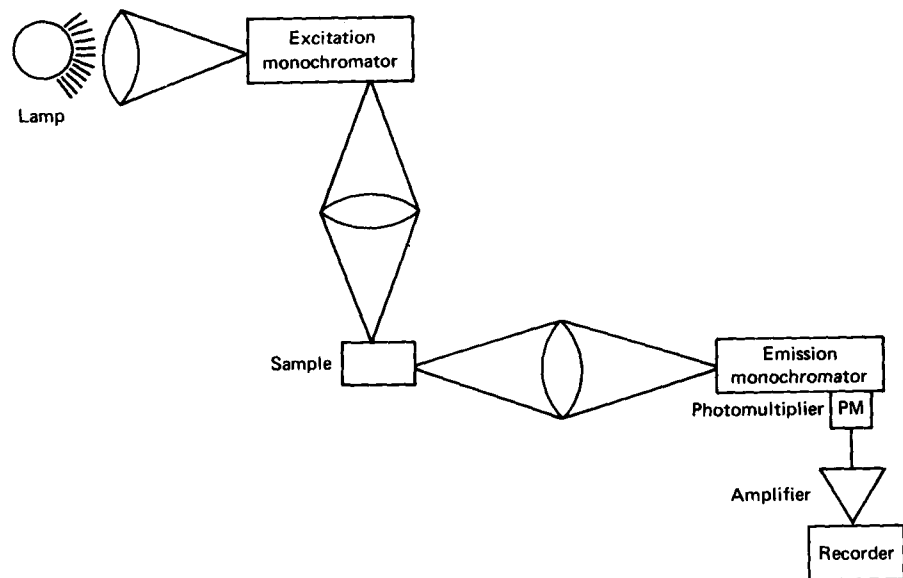 Excitation
monochromator
Lamp
Sample
Emission
monochromator
Photomultiplier PM
Amplifier
Recorder